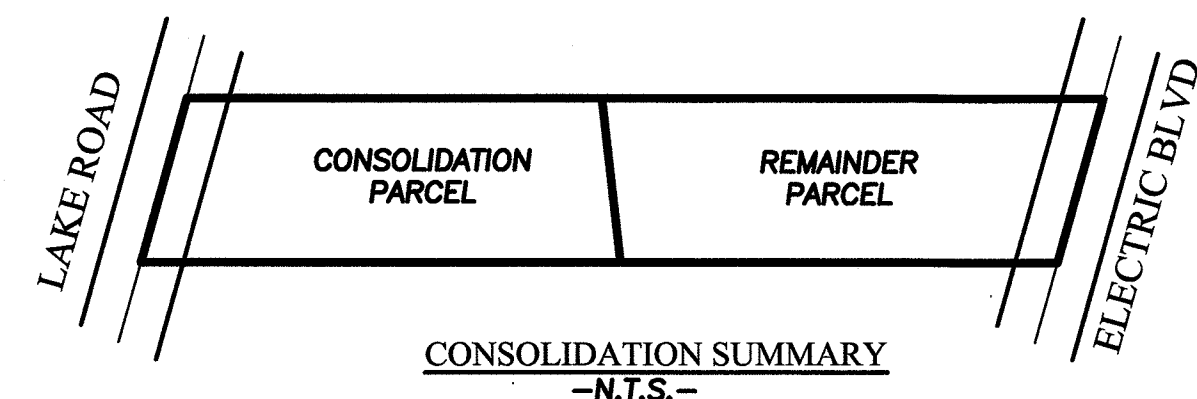 LAKE ROAD
CONSOLIDATION
PARCEL
REMAINDER
PARCEL
ELECTRIC BLVD
CONSOLIDATION SUMMARY
-N.T.S.-